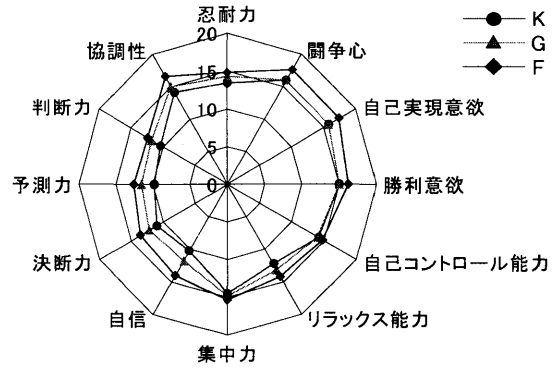 忍耐力
闘争心
自己実現意欲
勝利意欲
自己コントロール能力
リラックス能力
集中力
自信
決断力
予測力
判断力
協調性
20
15
10
5
0
K
G
F